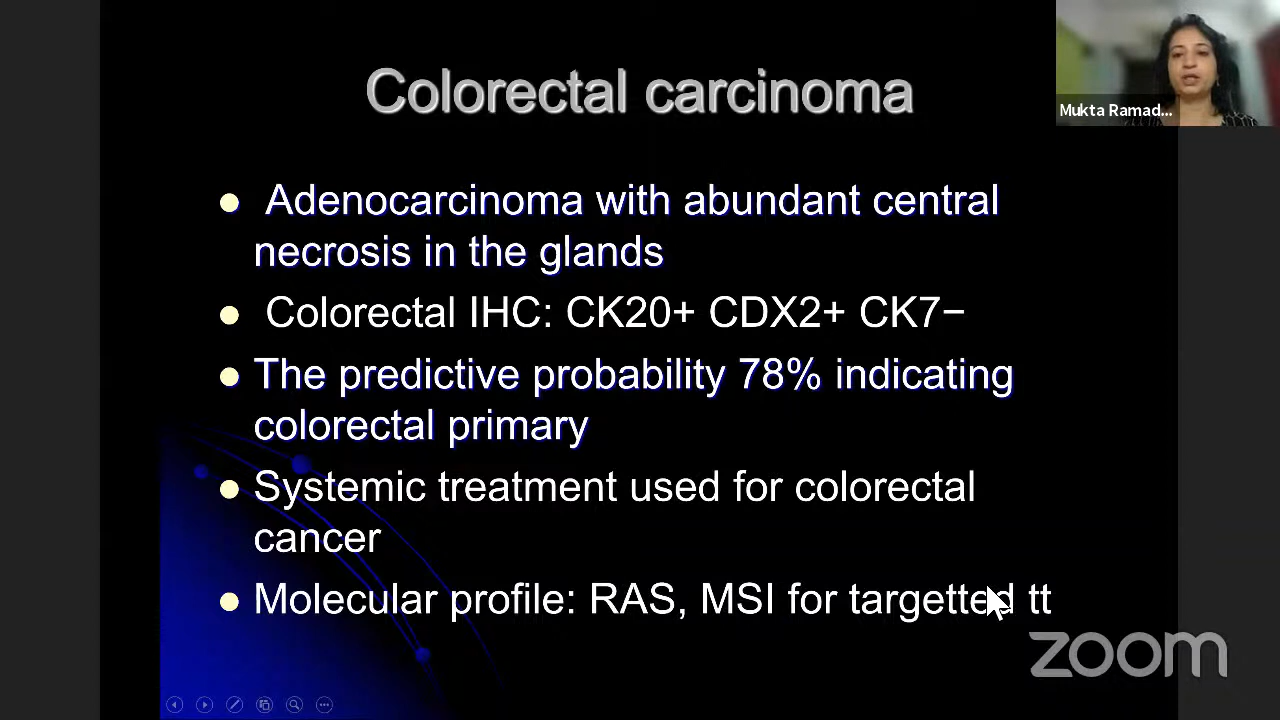 Colorectal carcinoma
Mukta Ramad...
Adenocarcinoma with abundant central
necrosis in the glands
Colorectal IHC: CK20+ CDX2+ CK7−
The predictive probability 78% indicating
colorectal primary
Systemic treatment used for colorectal
cancer
Molecular profile: RAS, MSI for targetted tt
zoom